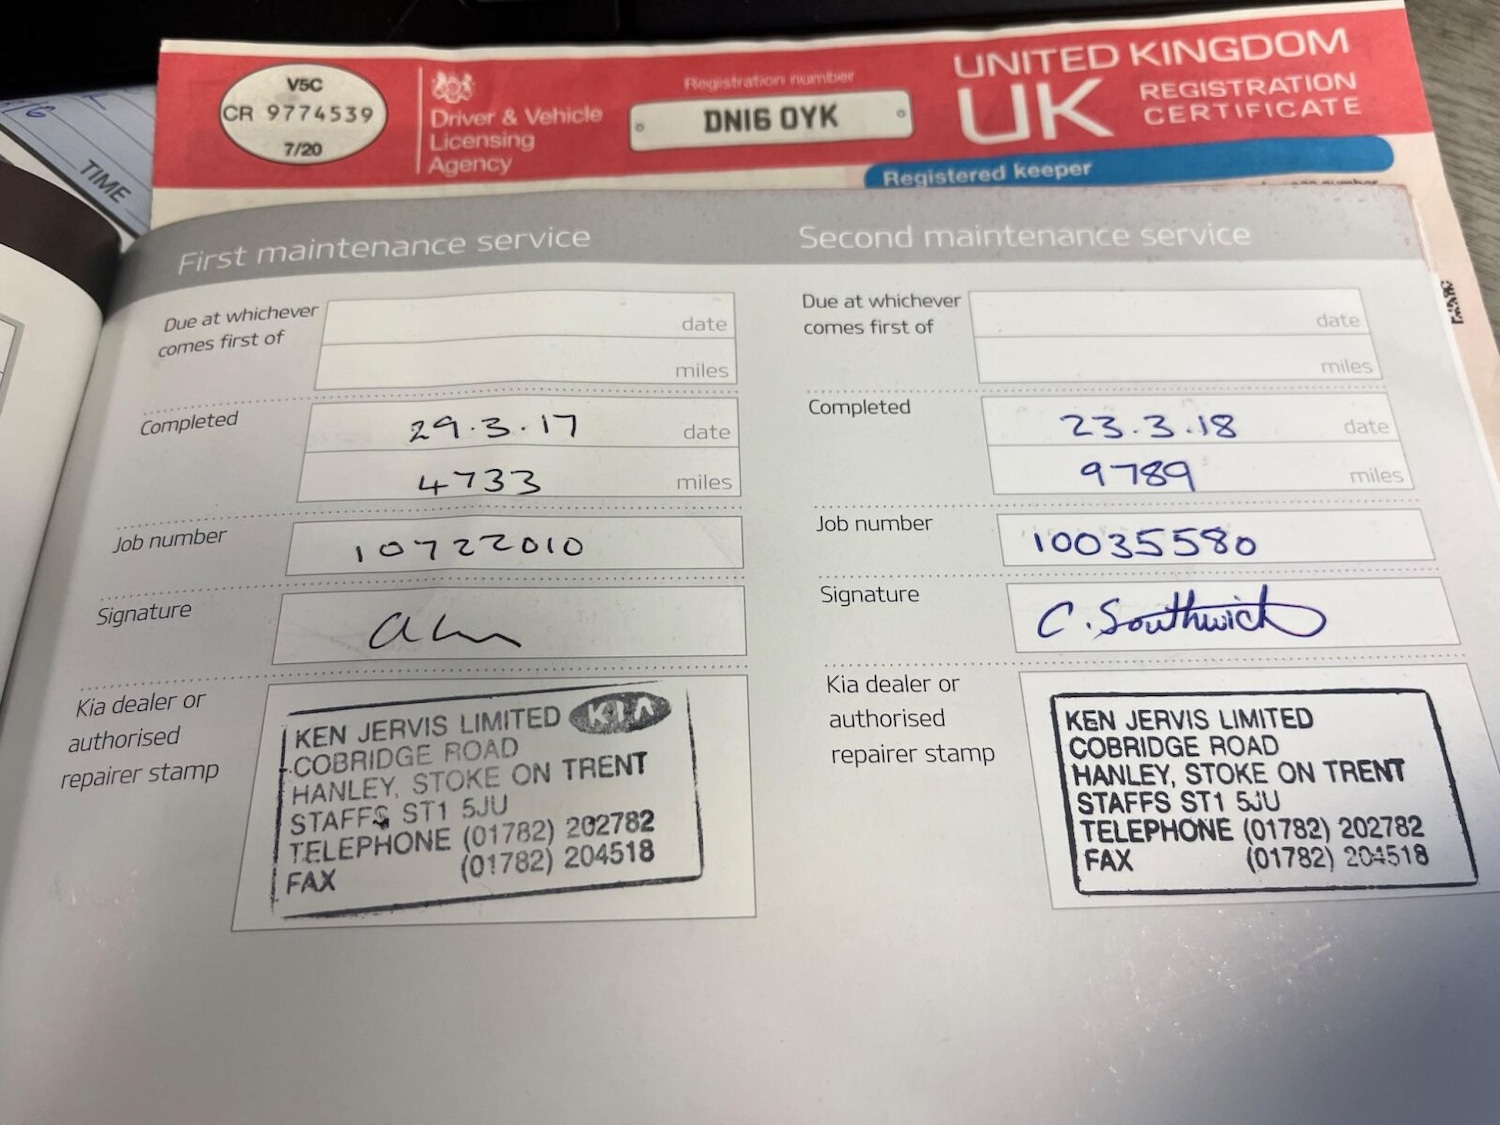 V5C
CR 9774539
7/20
Driver & Vehicle
Licensing
Agency
Registration number
DN16 OYK
UNITED KINGDOM
UK REGISTRATION
CERTIFICATE
Registered keeper
TIME
First maintenance service
Due at whichever
comes first of
date
miles
Completed
29.3.17 date
4733 miles
Job number
10722010
Signature
Kia dealer or
authorised
repairer stamp
KEN JERVIS LIMITED KIA
COBRIDGE ROAD
HANLEY, STOKE ON TRENT
STAFFS ST1 5JU
TELEPHONE (01782) 202782
FAX (01782) 204518
Second maintenance service
Due at whichever
comes first of
date
miles
Completed
23.3.18 date
9789 miles
Job number
10035580
Signature
C. Southwick
Kia dealer or
authorised
repairer stamp
KEN JERVIS LIMITED
COBRIDGE ROAD
HANLEY, STOKE ON TRENT
STAFFS ST1 5JU
TELEPHONE (01782) 202782
FAX (01782) 204518